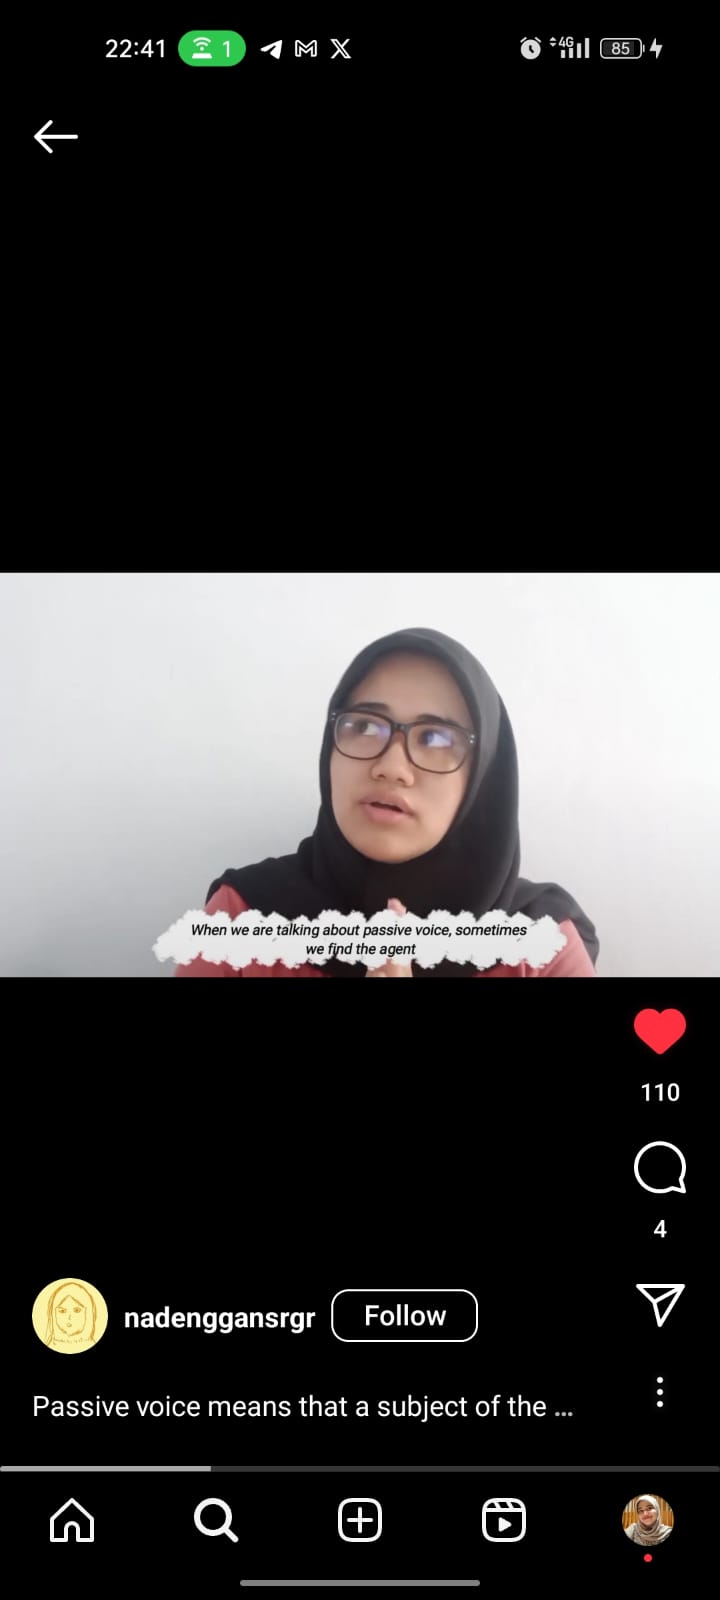 22:41
1
4G
85
When we are talking about passive voice, sometimes
we find the agent
110
4
nadenggansrgr
Follow
Passive voice means that a subject of the ...